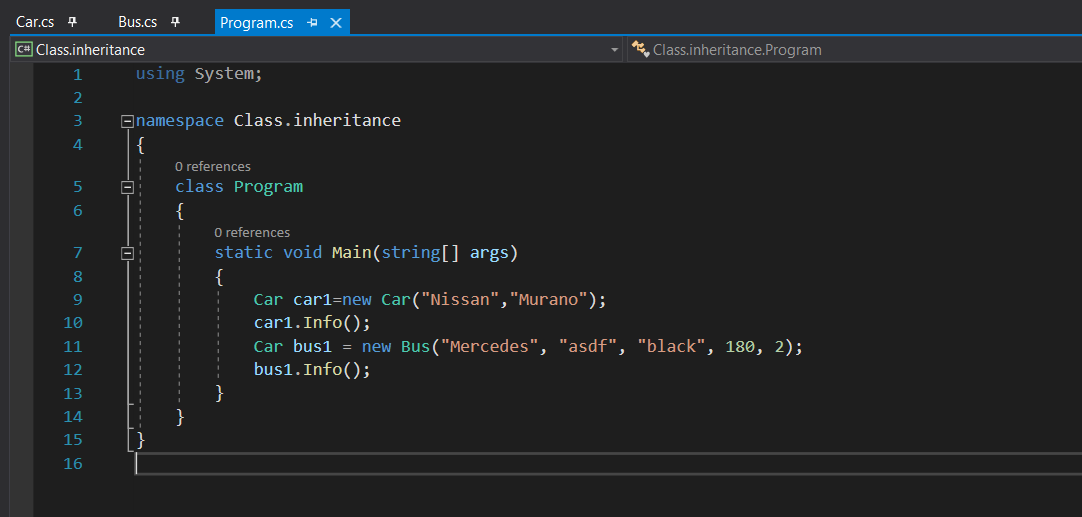 Car.cs Bus.cs Program.cs
C# Class.inheritance Class.inheritance.Program
1 using System;
2
3 namespace Class.inheritance
4 {
0 references
5 class Program
6 {
0 references
7 static void Main(string[] args)
8 {
9 Car car1=new Car("Nissan","Murano");
10 car1.Info();
11 Car bus1 = new Bus("Mercedes", "asdf", "black", 180, 2);
12 bus1.Info();
13 }
14 }
15 }
16